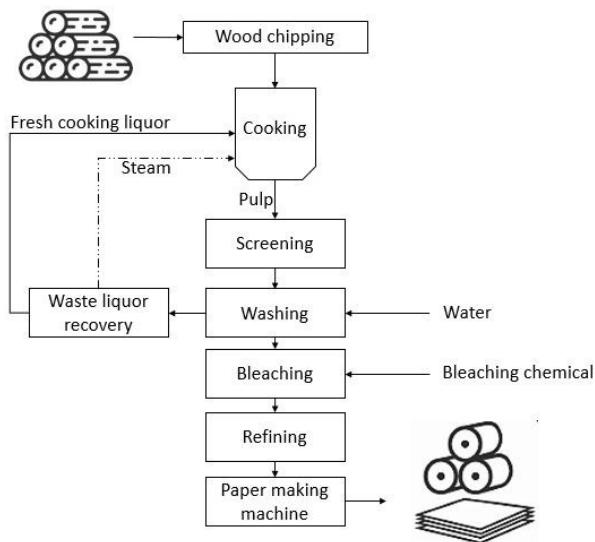 Wood chipping
Fresh cooking liquor
Cooking
Steam
Pulp
Screening
Waste liquor
recovery
Washing
Water
Bleaching
Bleaching chemical
Refining
Paper making
machine